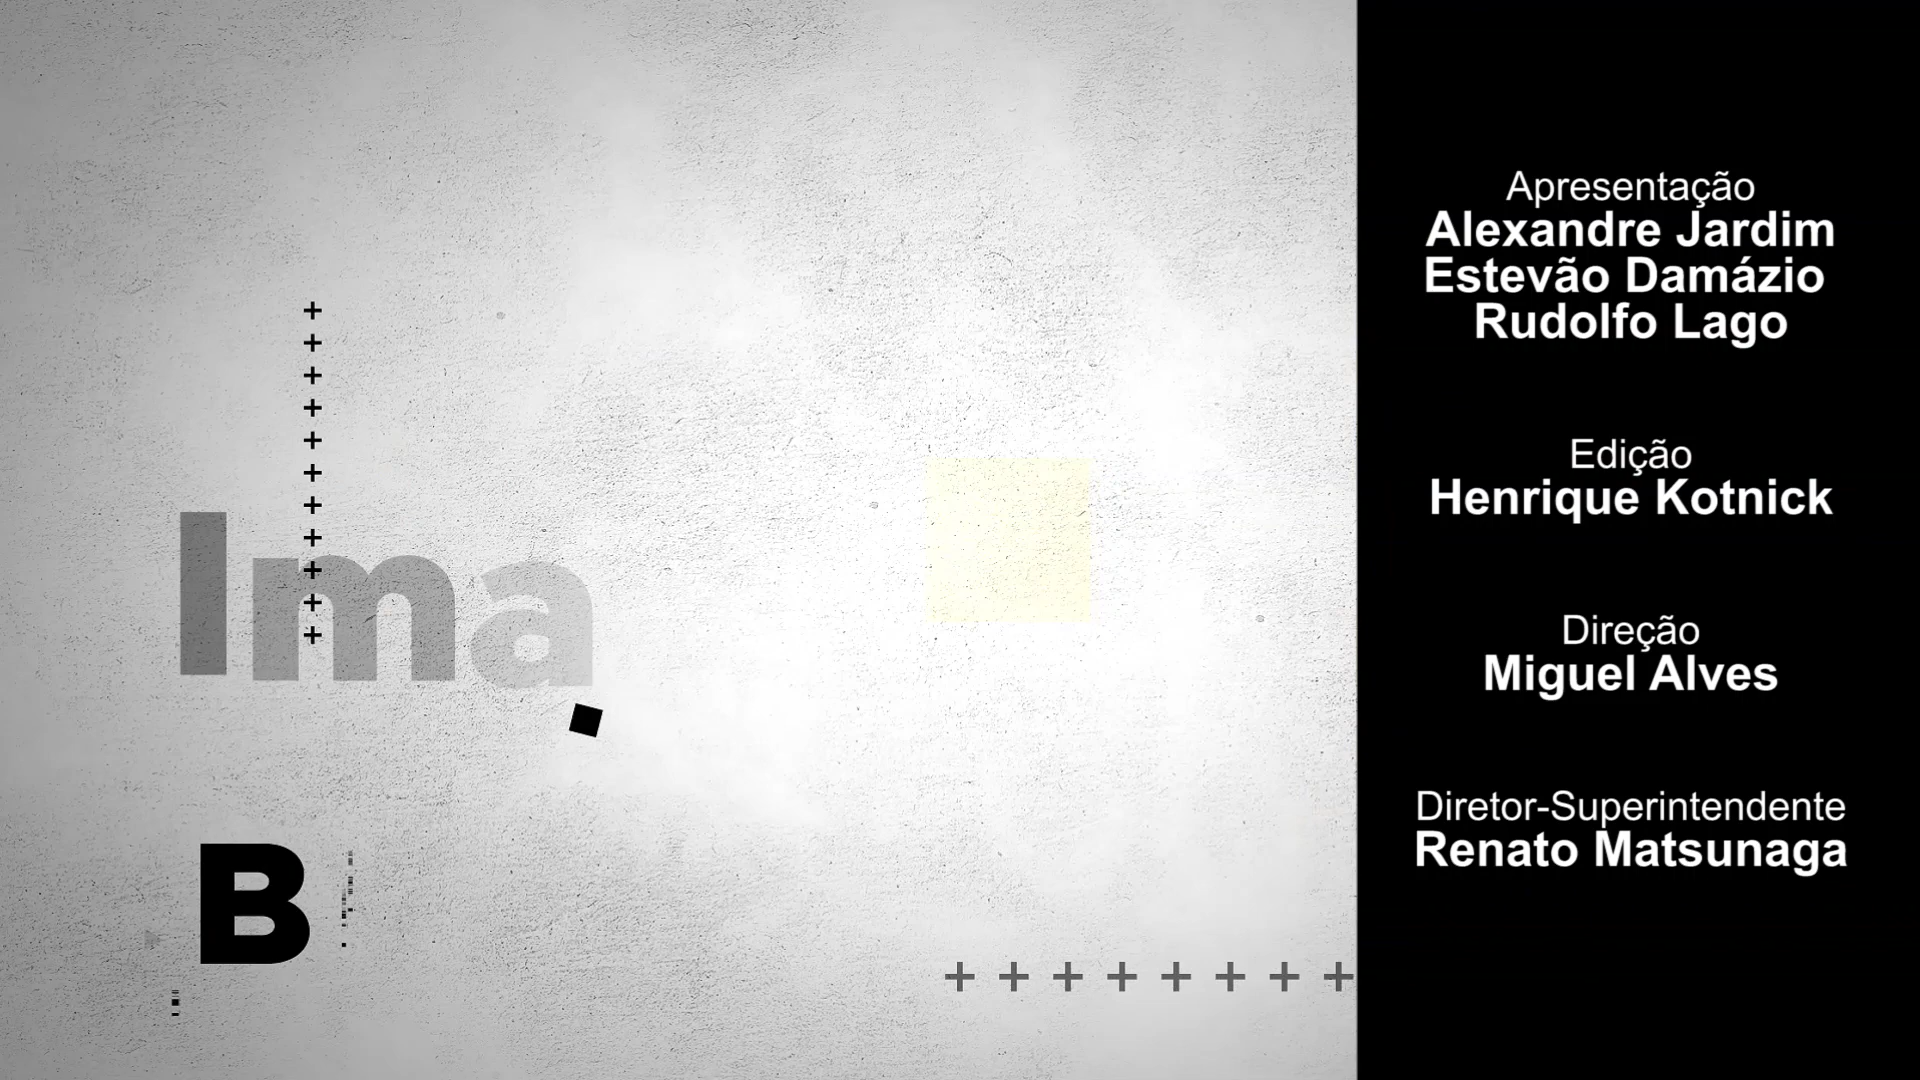 Ima
B
Apresentação
Alexandre Jardim
Estevão Damázio
Rudolfo Lago
Edição
Henrique Kotnick
Direção
Miguel Alves
Diretor-Superintendente
Renato Matsunaga